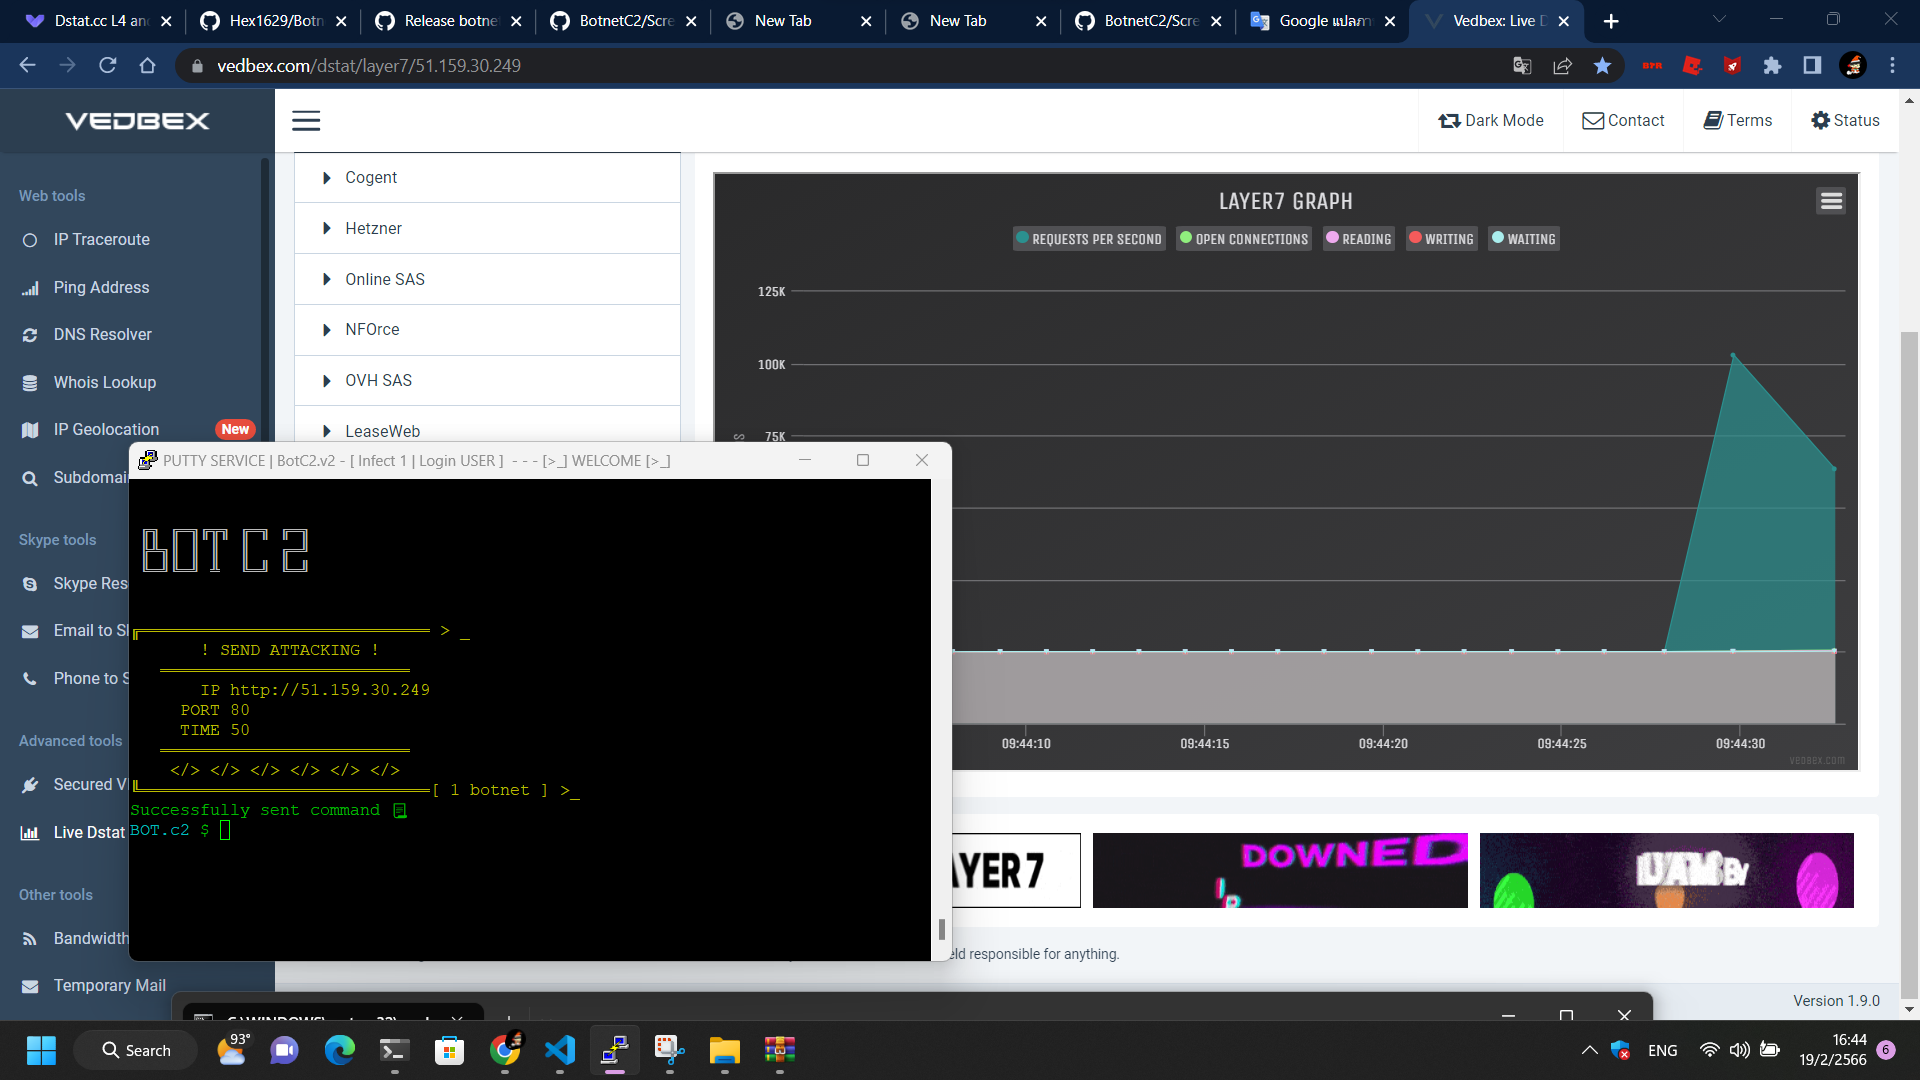 Dstat.cc L4 an
Hex1629/Botn
Release botne
BotnetC2/Scre
New Tab
New Tab
BotnetC2/Scre
Google แปลภา
Vedbex: Live D
vedbex.com/dstat/layer7/51.159.30.249
VEDBEX
Dark Mode
Contact
Terms
Status
Web tools
IP Traceroute
Ping Address
DNS Resolver
Whois Lookup
IP Geolocation
New
Subdomai
Skype tools
Skype Res
Email to S
Phone to S
Advanced tools
Secured V
Live Dstat
Other tools
Bandwidth
Temporary Mail
Cogent
Hetzner
Online SAS
NFOrce
OVH SAS
LeaseWeb
LAYER7 GRAPH
REQUESTS PER SECOND
OPEN CONNECTIONS
READING
WRITING
WAITING
125K
100K
75K
09:44:10
09:44:15
09:44:20
09:44:25
09:44:30
vedbex.com
PUTTY SERVICE | BotC2.v2 - [ Infect 1 | Login USER ] - - - [>_] WELCOME [>_]
BOT C2
> _
! SEND ATTACKING !
IP http://51.159.30.249
PORT 80
TIME 50
</> </> </> </> </> </>
[ 1 botnet ] >_
Successfully sent command
BOT.c2 $
AYER7
DOWNED
ld responsible for anything.
Version 1.9.0
93°
Search
ENG
16:44
19/2/2566
6